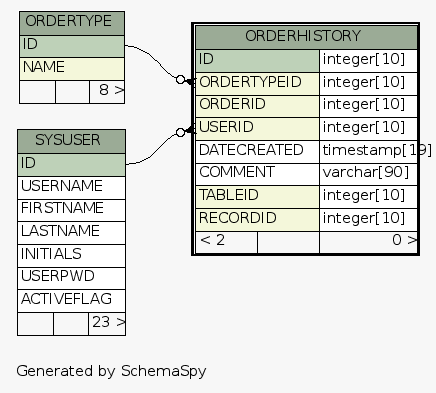 ORDERTYPE
ID
NAME
8 >
SYSUSER
ID
USERNAME
FIRSTNAME
LASTNAME
INITIALS
USERPWD
ACTIVEFLAG
23 >
ORDERHISTORY
ID integer[10]
ORDERTYPEID integer[10]
ORDERID integer[10]
USERID integer[10]
DATECREATED timestamp[19]
COMMENT varchar[90]
TABLEID integer[10]
RECORDID integer[10]
< 2 0 >
Generated by SchemaSpy